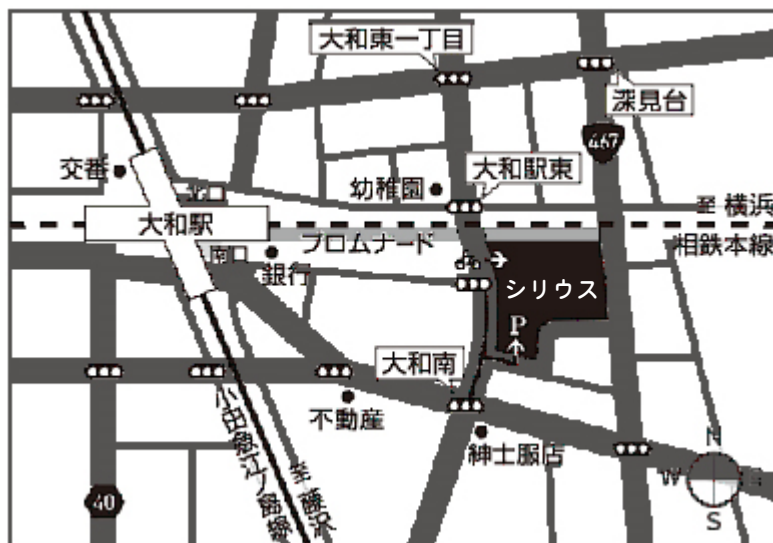 大和東一丁目
深見台
467
交番
北口
幼稚園
大和駅東
至 横浜
大和駅
プロムナード
相鉄本線
南口
銀行
シリウス
P
大和南
不動産
紳士服店
小田急江ノ島線
至 藤沢
40
N
W
E
S